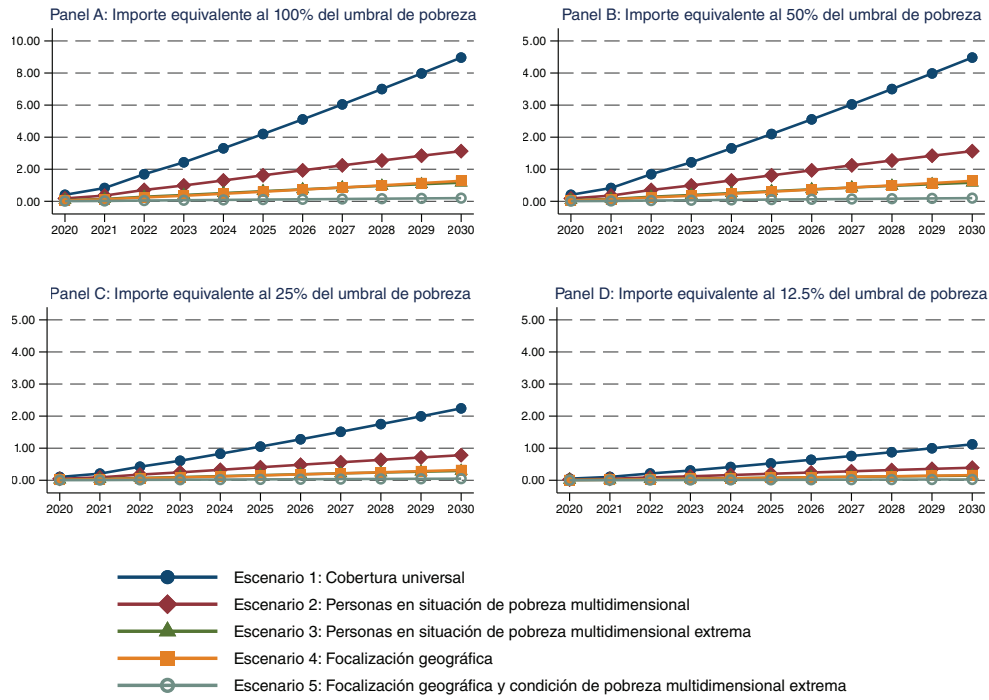 Panel A: Importe equivalente al 100% del umbral de pobreza
10.00
8.00
6.00
4.00
2.00
0.00
2020 2021 2022 2023 2024 2025 2026 2027 2028 2029 2030
Panel B: Importe equivalente al 50% del umbral de pobreza
5.00
4.00
3.00
2.00
1.00
0.00
2020 2021 2022 2023 2024 2025 2026 2027 2028 2029 2030
Panel C: Importe equivalente al 25% del umbral de pobreza
5.00
4.00
3.00
2.00
1.00
0.00
2020 2021 2022 2023 2024 2025 2026 2027 2028 2029 2030
Panel D: Importe equivalente al 12.5% del umbral de pobreza
5.00
4.00
3.00
2.00
1.00
0.00
2020 2021 2022 2023 2024 2025 2026 2027 2028 2029 2030
Escenario 1: Cobertura universal
Escenario 2: Personas en situación de pobreza multidimensional
Escenario 3: Personas en situación de pobreza multidimensional extrema
Escenario 4: Focalización geográfica
Escenario 5: Focalización geográfica y condición de pobreza multidimensional extrema